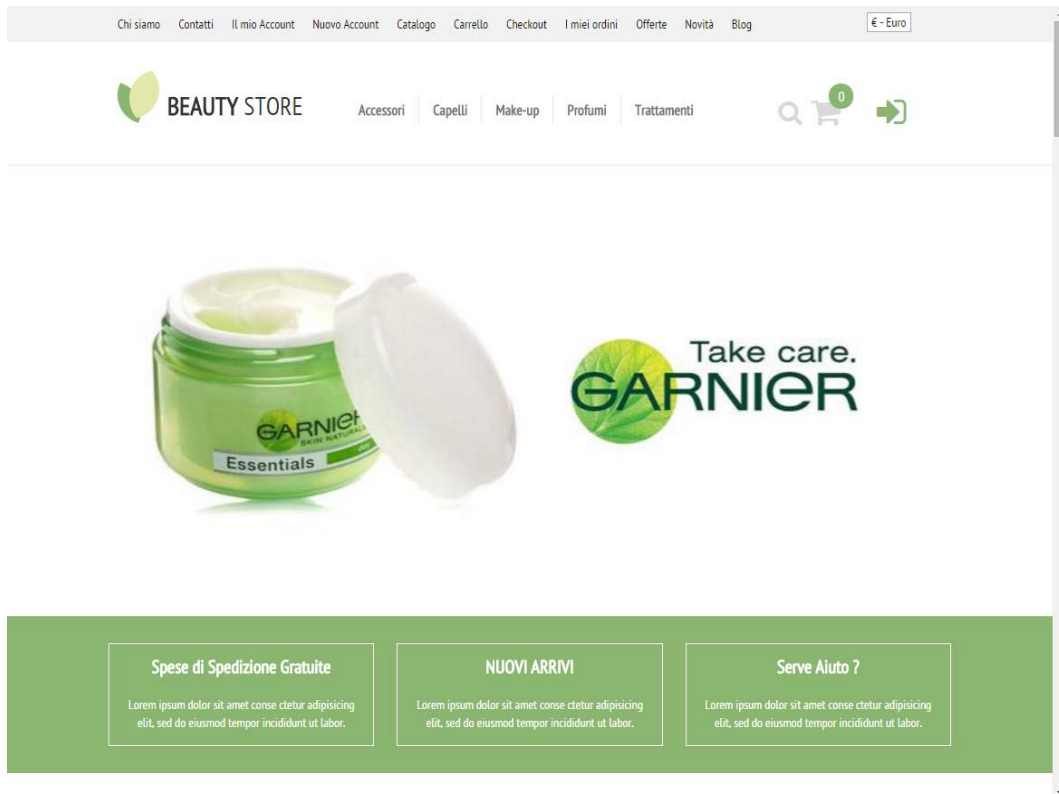 Chi siamo Contatti Il mio Account Nuovo Account Catalogo Carrello Checkout I miei ordini Offerte Novità Blog € - Euro
BEAUTY STORE Accessori Capelli Make-up Profumi Trattamenti 0
GARNIER
SKIN NATURALS
Essentials
Take care.
GARNIER
Spese di Spedizione Gratuite
Lorem ipsum dolor sit amet conse ctetur adipisicing
elit, sed do eiusmod tempor incididunt ut labor.
NUOVI ARRIVI
Lorem ipsum dolor sit amet conse ctetur adipisicing
elit, sed do eiusmod tempor incididunt ut labor.
Serve Aiuto ?
Lorem ipsum dolor sit amet conse ctetur adipisicing
elit, sed do eiusmod tempor incididunt ut labor.